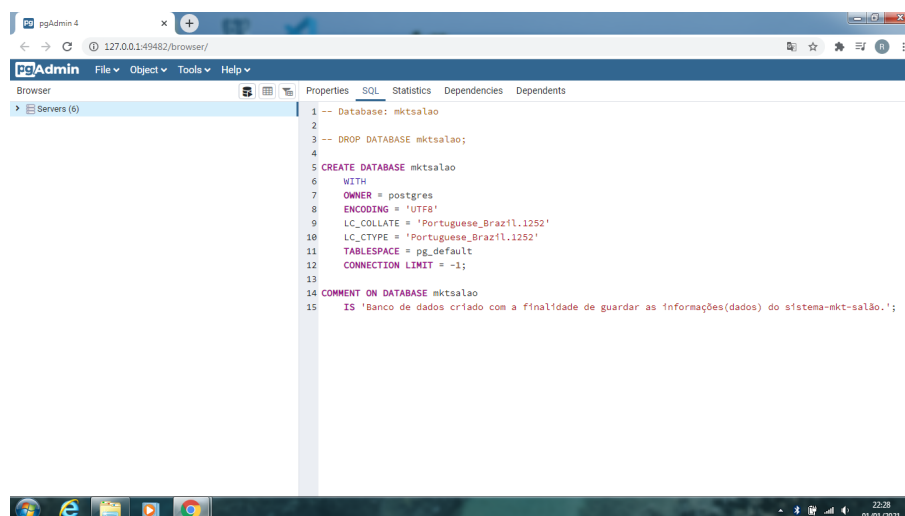 pgAdmin 4
127.0.0.1:49482/browser/
R
pgAdmin File Object Tools Help
Browser
Properties SQL Statistics Dependencies Dependents
Servers (6)
1 -- Database: mktsalao
2
3 -- DROP DATABASE mktsalao;
4
5 CREATE DATABASE mktsalao
6 WITH
7 OWNER = postgres
8 ENCODING = 'UTF8'
9 LC_COLLATE = 'Portuguese_Brazil.1252'
10 LC_CTYPE = 'Portuguese_Brazil.1252'
11 TABLESPACE = pg_default
12 CONNECTION LIMIT = -1;
13
14 COMMENT ON DATABASE mktsalao
15 IS 'Banco de dados criado com a finalidade de guardar as informações(dados) do sistema-mkt-salão.';
22:28
01/01/2021